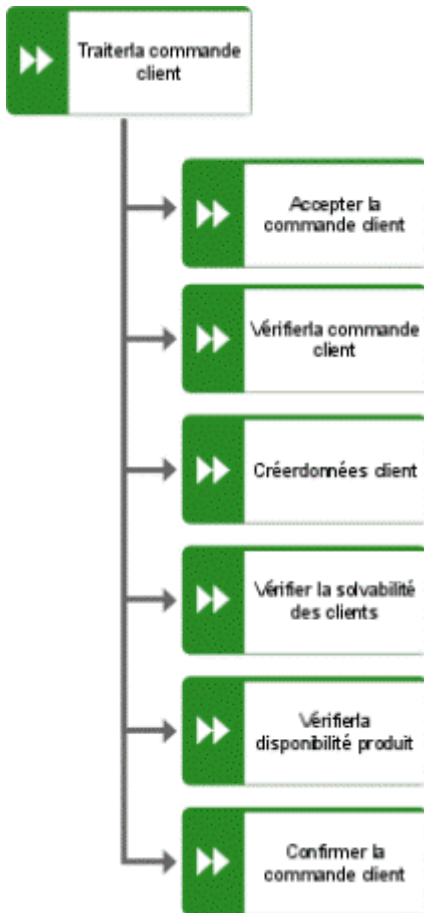 Traiterla commande
client
Accepter la
commande client
Vérifierla commande
client
Créerdonnées client
Vérifier la solvabilité
des clients
Vérifierla
disponibilité produit
Confirmer la
commande client